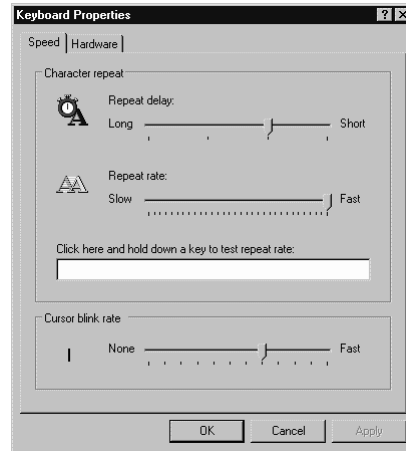 Keyboard Properties
Speed
Hardware
Character repeat
Repeat delay:
Long
Short
Repeat rate:
Slow
Fast
Click here and hold down a key to test repeat rate:
Cursor blink rate
None
Fast
OK
Cancel
Apply